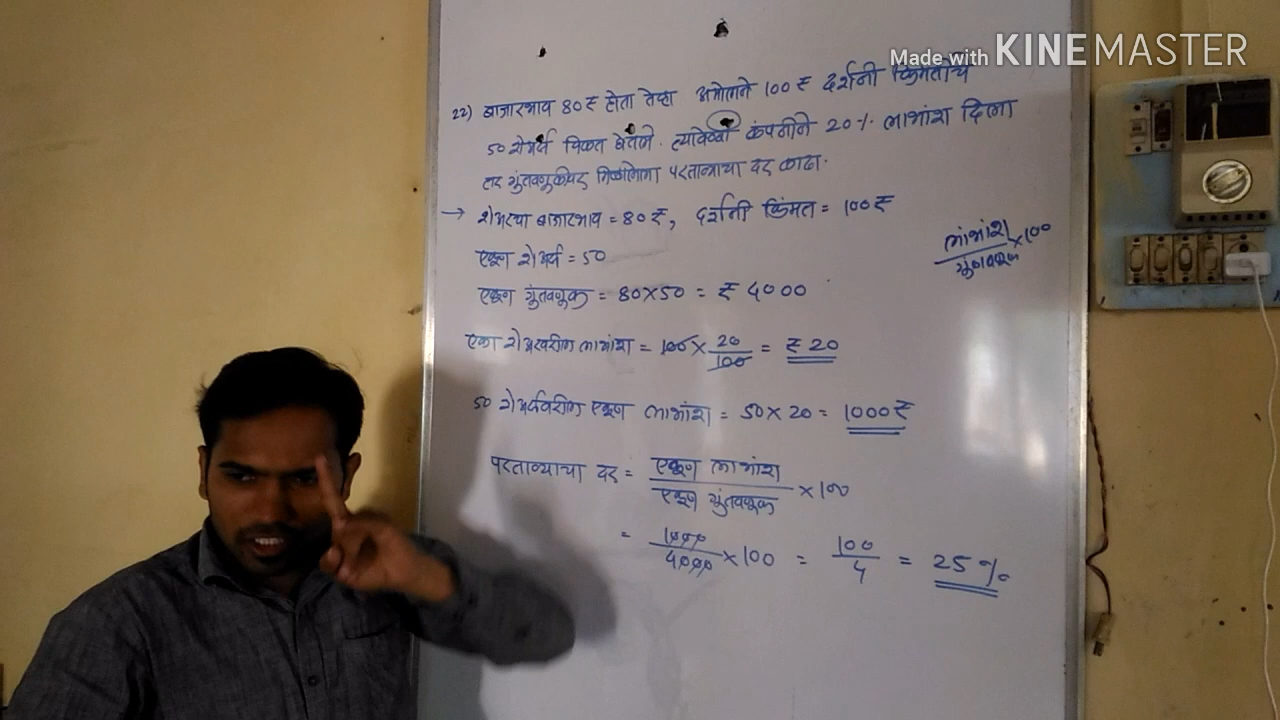 Made with KINEMASTER
22) बाजारभाव 80 ₹ होता तेव्हा अमोलने 100 ₹ दर्शनी किंमतीचे
50 शेअर्स विकत घेतले. त्यावेळी कंपनीने 20% लाभांश दिला
तर गुंतवणुकीवर मिळालेला परताव्याचा दर काढा.
→ शेअरचा बाजारभाव = 80 ₹, दर्शनी किंमत = 100 ₹
एकूण शेअर्स = 50
लाभांश / गुंतवणूक × 100
एकूण गुंतवणूक = 80 × 50 = ₹ 4000
एका शेअरवरील लाभांश = 100 × 20/100 = ₹ 20
50 शेअर्सवरील एकूण लाभांश = 50 × 20 = 1000 ₹
परताव्याचा दर = एकूण लाभांश / एकूण गुंतवणूक × 100
= 1000/4000 × 100 = 100/4 = 25%